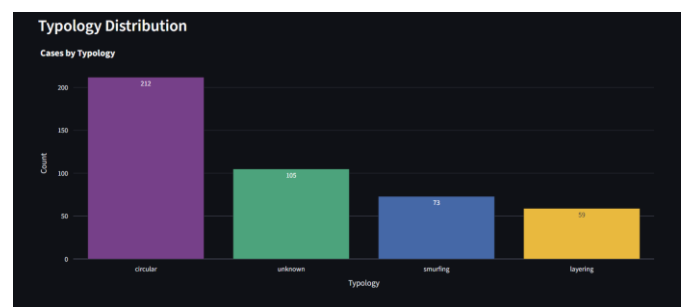 Typology Distribution
Cases by Typology
212
200
150
105
100
73
59
50
0
Count
circular unknown smurfing layering
Typology